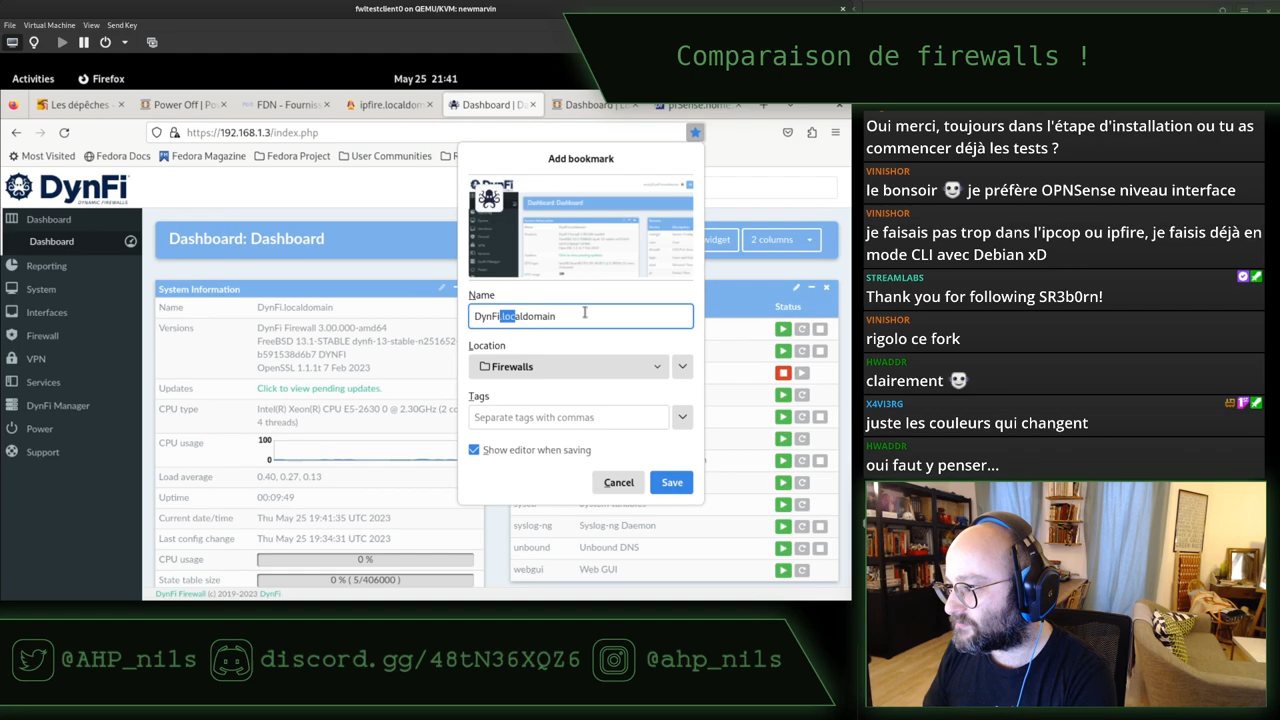 fwltestclient0 on QEMU/KVM: newmarvin
File Virtual Machine View Send Key
Comparaison de firewalls !
Activities Firefox May 25 21:41
Les dépêches Power Off | Po FDN - Fourniss ipfire.localdom Dashboard | D Dashboard | pfSense.home
https://192.168.1.3/index.php
Most Visited Fedora Docs Fedora Magazine Fedora Project User Communities
DynFi
DYNAMIC FIREWALLS
Dashboard
Dashboard
Reporting
System
Interfaces
Firewall
VPN
Services
DynFi Manager
Power
Support
Dashboard: Dashboard
widget 2 columns
System Information
Name DynFi.localdomain
Versions DynFi Firewall 3.00.000-amd64
FreeBSD 13.1-STABLE dynfi-13-stable-n251652-
b591538d6b7 DYNFI
OpenSSL 1.1.1t 7 Feb 2023
Updates Click to view pending updates.
CPU type Intel(R) Xeon(R) CPU E5-2630 0 @ 2.30GHz (2 co
4 threads)
CPU usage 100
0
Load average 0.40, 0.27, 0.13
Uptime 00:09:49
Current date/time Thu May 25 19:41:35 UTC 2023
Last config change Thu May 25 19:34:31 UTC 2023
CPU usage 0 %
State table size 0 % ( 5/406000 )
DynFi Firewall (c) 2019-2023 DynFi
Add bookmark
DynFi
Dashboard: Dashboard
Name
DynFi.localdomain
Location
Firewalls
Tags
Separate tags with commas
Show editor when saving
Cancel Save
Status
syslog-ng Syslog-ng Daemon
unbound Unbound DNS
webgui Web GUI
Oui merci, toujours dans l'étape d'installation ou tu as
commencer déjà les tests ?
VINISHOR
le bonsoir je préfère OPNSense niveau interface
VINISHOR
je faisais pas trop dans l'ipcop ou ipfire, je faisis déjà en
mode CLI avec Debian xD
STREAMLABS
Thank you for following SR3b0rn!
VINISHOR
rigolo ce fork
HWADDR
clairement
X4VI3RG
juste les couleurs qui changent
HWADDR
oui faut y penser...
@AHP_nils discord.gg/48tN36XQZ6 @ahp_nils